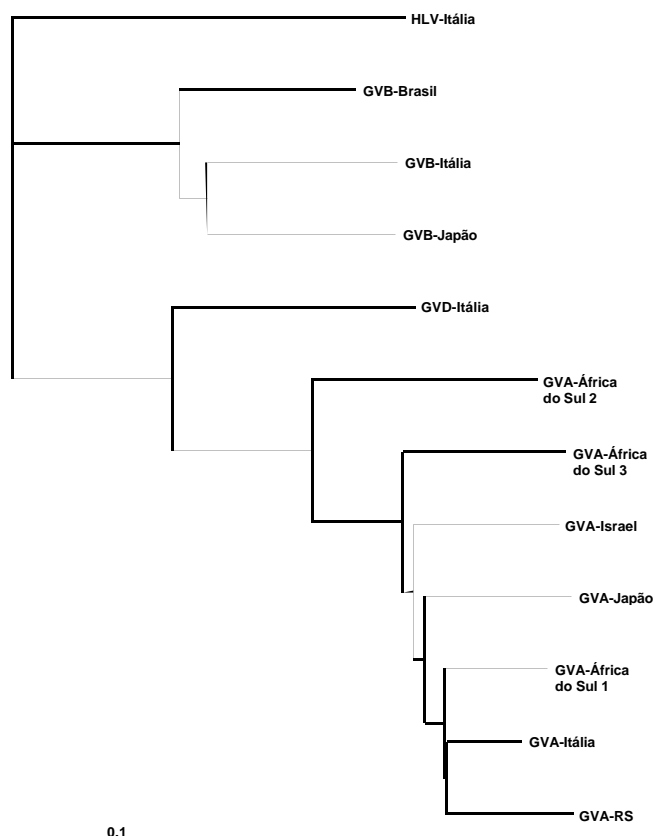 HLV-Itália
GVB-Brasil
GVB-Itália
GVB-Japão
GVD-Itália
GVA-África
do Sul 2
GVA-África
do Sul 3
GVA-Israel
GVA-Japão
GVA-África
do Sul 1
GVA-Itália
GVA-RS
0.1